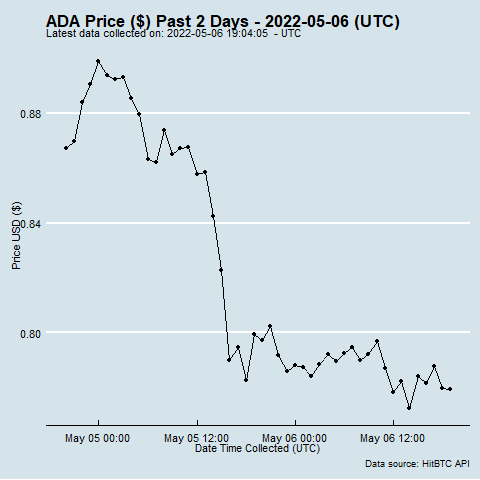 ADA Price ($) Past 2 Days - 2022-05-06 (UTC)
Latest data collected on: 2022-05-06 19:04:05  - UTC
Price USD ($)
0.88
0.84
0.80
May 05 00:00
May 05 12:00
May 06 00:00
May 06 12:00
Date Time Collected (UTC)
Data source: HitBTC API